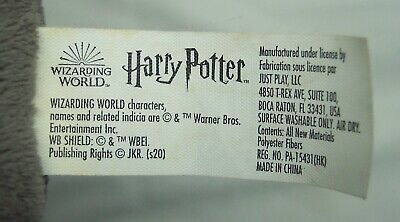 WIZARDING
WORLD™
Harry Potter™
WIZARDING WORLD characters,
names and related indicia are © & ™ Warner Bros.
Entertainment Inc.
WB SHIELD: © & ™ WBEI.
Publishing Rights © JKR. (s20)
Manufactured under license by
Fabrication sous licence par
JUST PLAY, LLC
4850 T-REX AVE, SUITE 100,
BOCA RATON, FL 33431, USA
SURFACE WASHABLE ONLY. AIR DRY.
Contents: All New Materials
Polyester Fibers
REG. NO. PA-15431(HK)
MADE IN CHINA